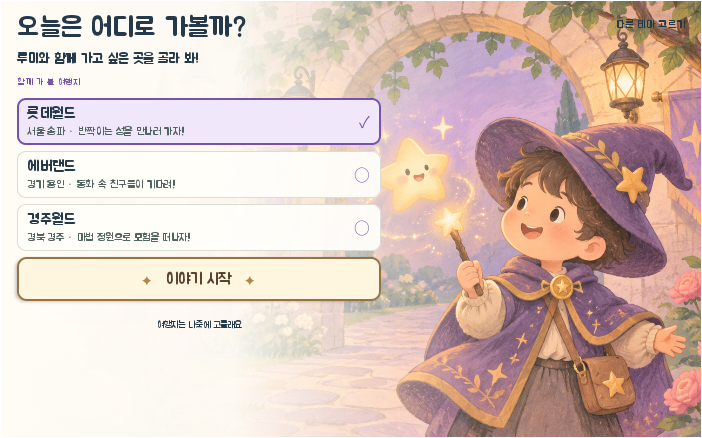 오늘은 어디로 가볼까?
다른 테마 고르기
루미와 함께 가고 싶은 곳을 골라 봐!
함께 가 볼 여행지
롯데월드
서울 송파 · 반짝이는 성을 만나러 가자!
에버랜드
경기 용인 · 동화 속 친구들이 기다려!
경주월드
경북 경주 · 마법 정원으로 모험을 떠나자!
이야기 시작
여행지는 나중에 고를래요